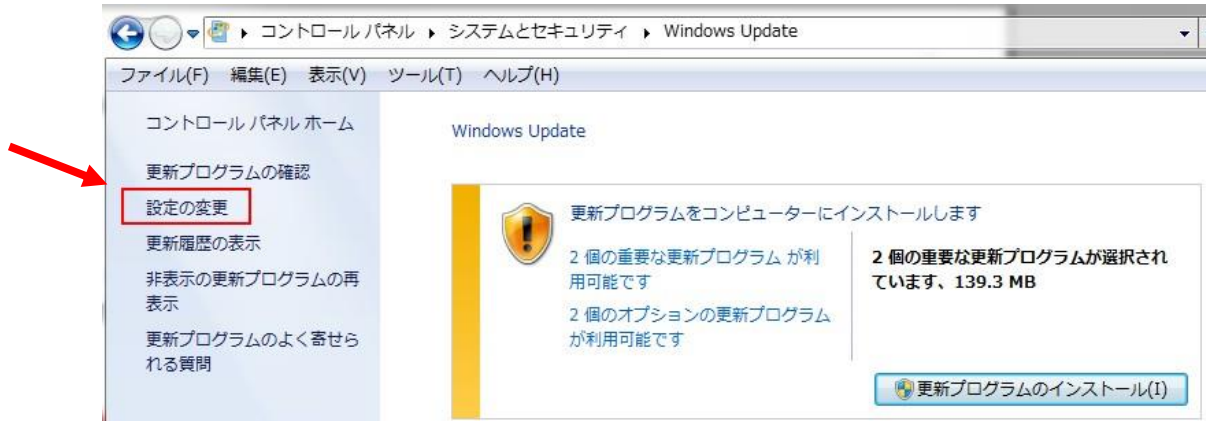 コントロール パネル ▸ システムとセキュリティ ▸ Windows Update
ファイル(F) 編集(E) 表示(V) ツール(T) ヘルプ(H)
コントロール パネル ホーム
更新プログラムの確認
設定の変更
更新履歴の表示
非表示の更新プログラムの再
表示
更新プログラムのよく寄せら
れる質問
Windows Update
更新プログラムをコンピューターにインストールします
2 個の重要な更新プログラム が利
用可能です
2 個のオプションの更新プログラム
が利用可能です
2 個の重要な更新プログラムが選択され
ています、139.3 MB
更新プログラムのインストール(I)